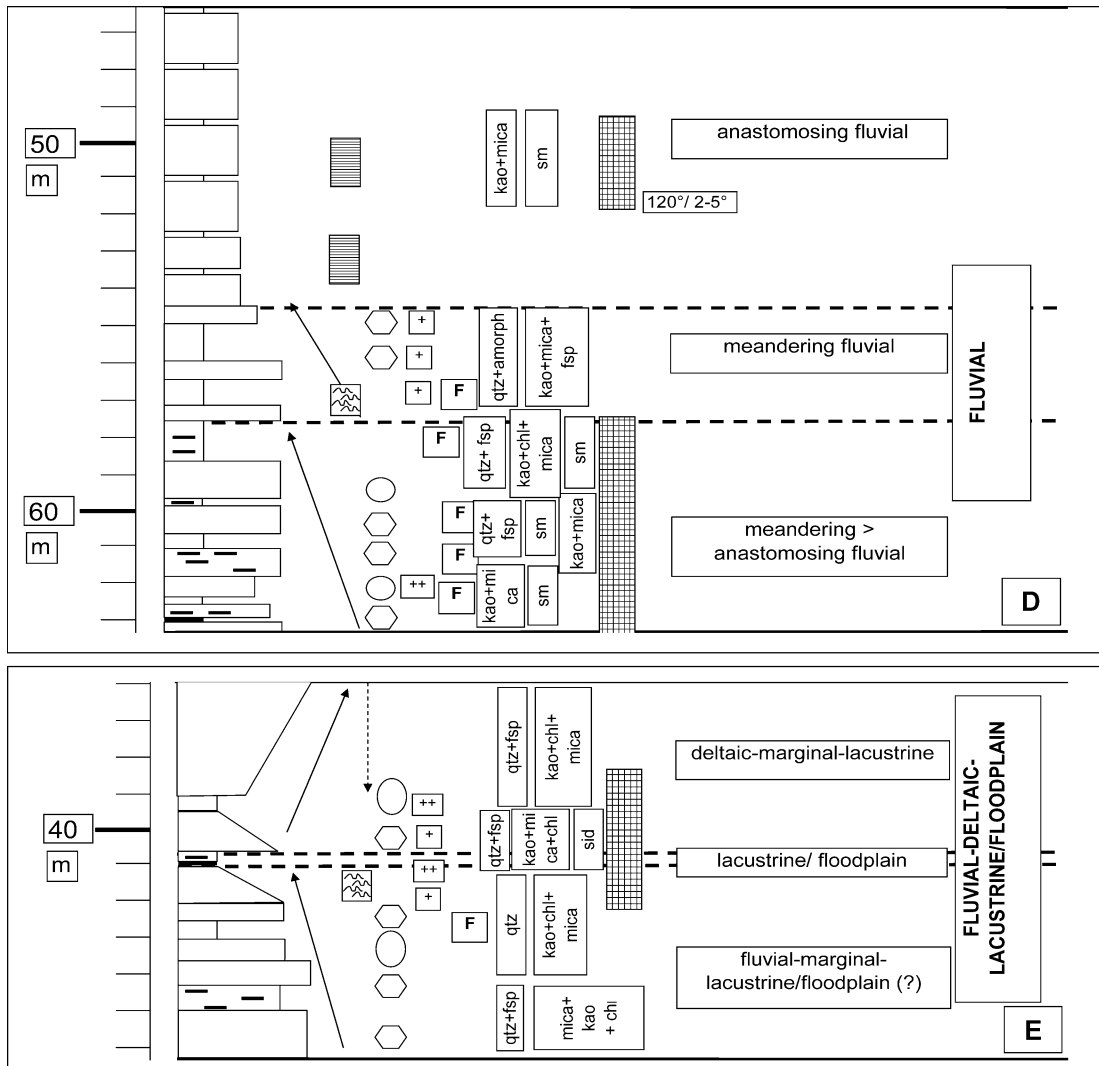 50
m
kao+mica
sm
anastomosing fluvial
120°/ 2-5°
+
+
+
F
qtz+amorph
kao+mica+
fsp
meandering fluvial
FLUVIAL
F
qtz+ fsp
kao+chl+
mica
sm
60
m
F
F
qtz+
fsp
sm
kao+mica
meandering >
anastomosing fluvial
++
F
kao+mi
ca
sm
D
qtz+fsp
kao+chl+
mica
deltaic-marginal-lacustrine
FLUVIAL-DELTAIC-
LACUSTRINE/FLOODPLAIN
40
m
++
+
qtz+fsp
kao+mi
ca+chl
sid
++
lacustrine/ floodplain
+
F
qtz
kao+chl+
mica
fluvial-marginal-
lacustrine/floodplain (?)
qtz+fsp
mica+
kao
+ chl
E